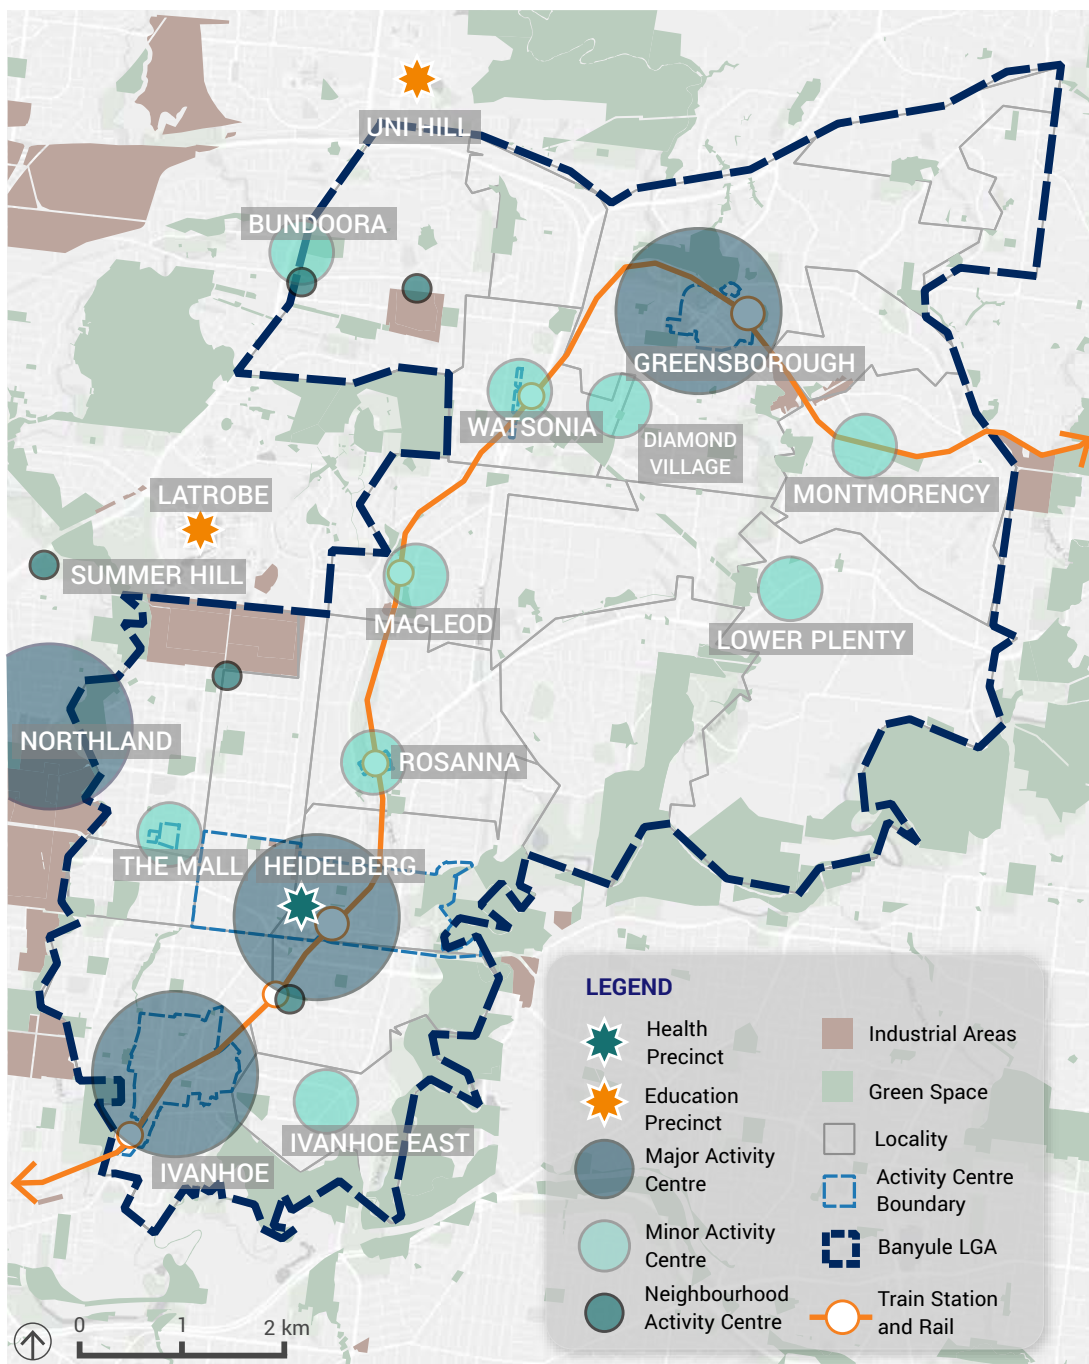 UNI HILL
BUNDOORA
GREENSBOROUGH
WATSONIA
DIAMOND
VILLAGE
MONTMORENCY
LATROBE
SUMMER HILL
MACLEOD
LOWER PLENTY
NORTHLAND
ROSANNA
THE MALL
HEIDELBERG
IVANHOE EAST
IVANHOE
LEGEND
Health
Precinct
Education
Precinct
Major Activity
Centre
Minor Activity
Centre
Neighbourhood
Activity Centre
Industrial Areas
Green Space
Locality
Activity Centre
Boundary
Banyule LGA
Train Station
and Rail
0 1 2 km